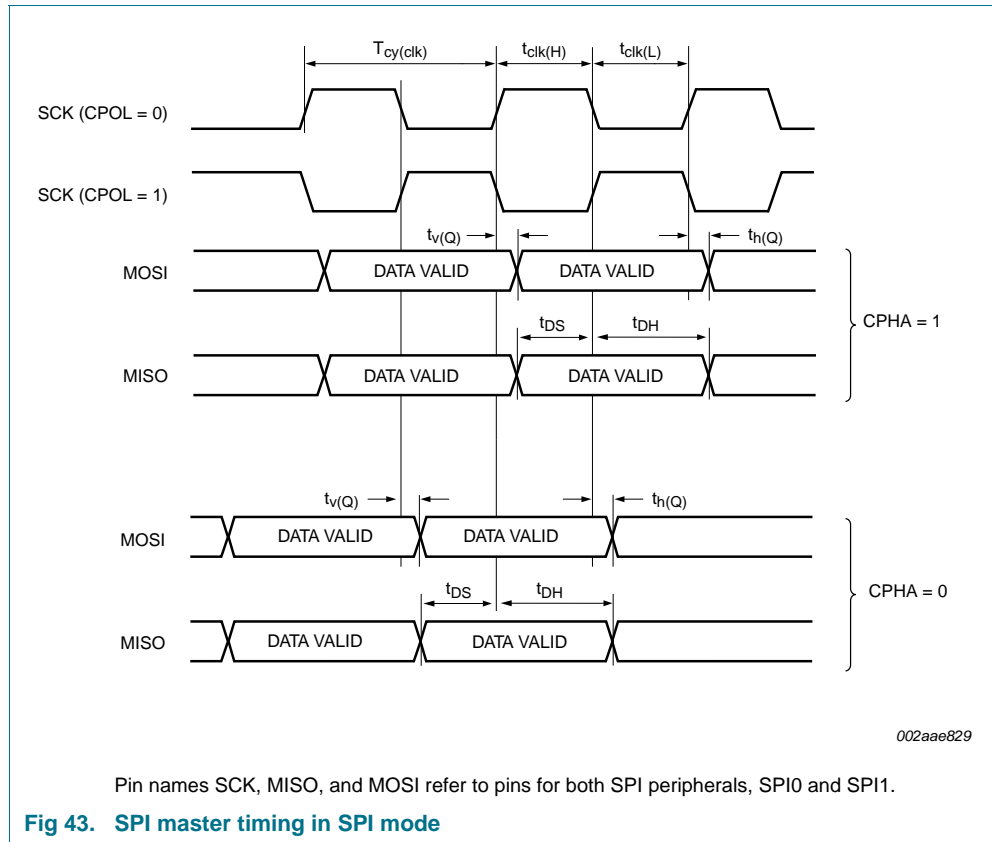 Tcy(clk) tclk(H) tclk(L)
SCK (CPOL = 0)
SCK (CPOL = 1)
tv(Q) th(Q)
MOSI DATA VALID DATA VALID
CPHA = 1
tDS tDH
MISO DATA VALID DATA VALID
tv(Q) th(Q)
MOSI DATA VALID DATA VALID
tDS tDH
CPHA = 0
MISO DATA VALID DATA VALID
002aae829
Pin names SCK, MISO, and MOSI refer to pins for both SPI peripherals, SPI0 and SPI1.
Fig 43. SPI master timing in SPI mode